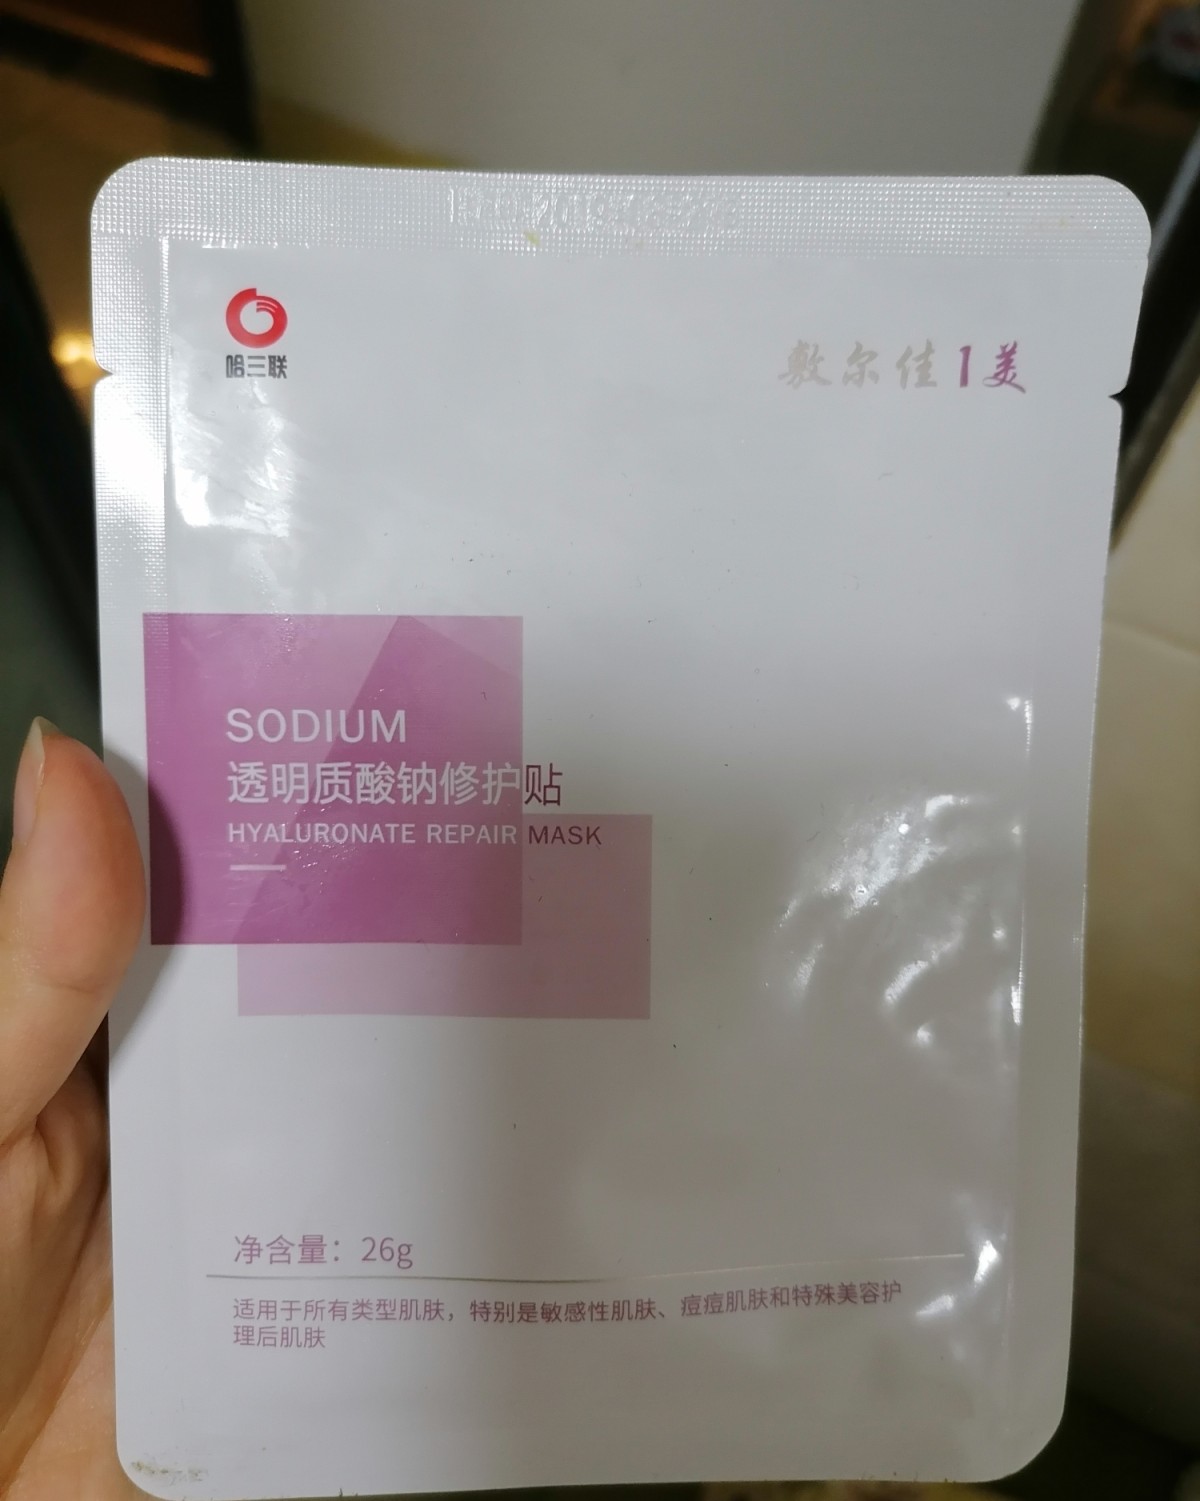 哈三联
敷尔佳1美
SODIUM
透明质酸钠修护贴
HYALURONATE REPAIR MASK
净含量：26g
适用于所有类型肌肤，特别是敏感性肌肤、痘痘肌肤和特殊美容护
理后肌肤